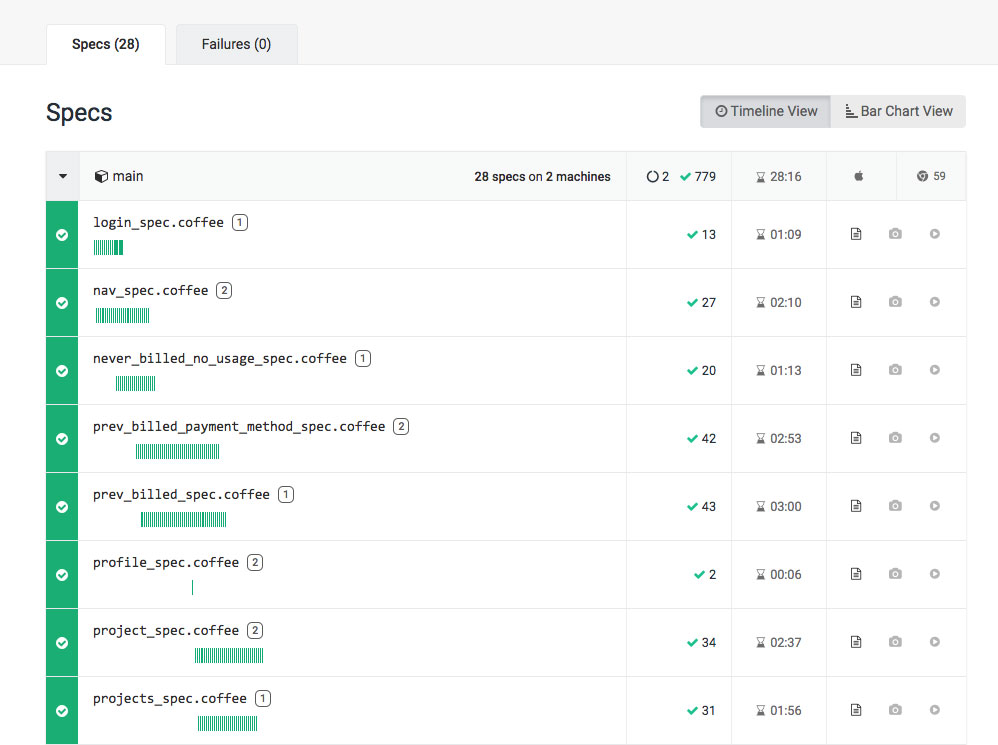 Specs (28) Failures (0)
Specs
Timeline View Bar Chart View
main 28 specs on 2 machines 2 779 28:16 59
login_spec.coffee 1 13 01:09
nav_spec.coffee 2 27 02:10
never_billed_no_usage_spec.coffee 1 20 01:13
prev_billed_payment_method_spec.coffee 2 42 02:53
prev_billed_spec.coffee 1 43 03:00
profile_spec.coffee 2 2 00:06
project_spec.coffee 2 34 02:37
projects_spec.coffee 1 31 01:56